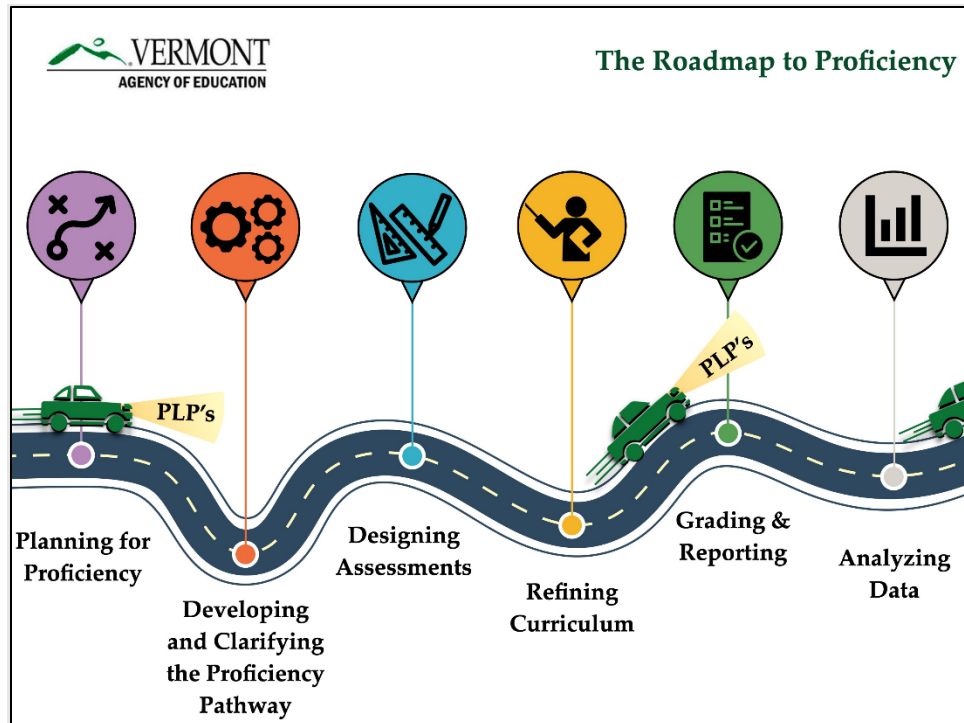 VERMONT
AGENCY OF EDUCATION
The Roadmap to Proficiency
PLP's
PLP's
Planning for
Proficiency
Developing
and Clarifying
the Proficiency
Pathway
Designing
Assessments
Refining
Curriculum
Grading &
Reporting
Analyzing
Data